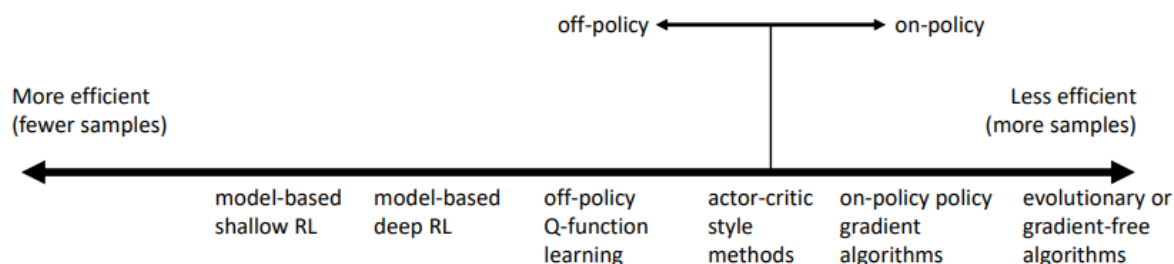 off-policy
on-policy
More efficient
(fewer samples)
Less efficient
(more samples)
model-based
shallow RL
model-based
deep RL
off-policy
Q-function
learning
actor-critic
style
methods
on-policy policy
gradient
algorithms
evolutionary or
gradient-free
algorithms